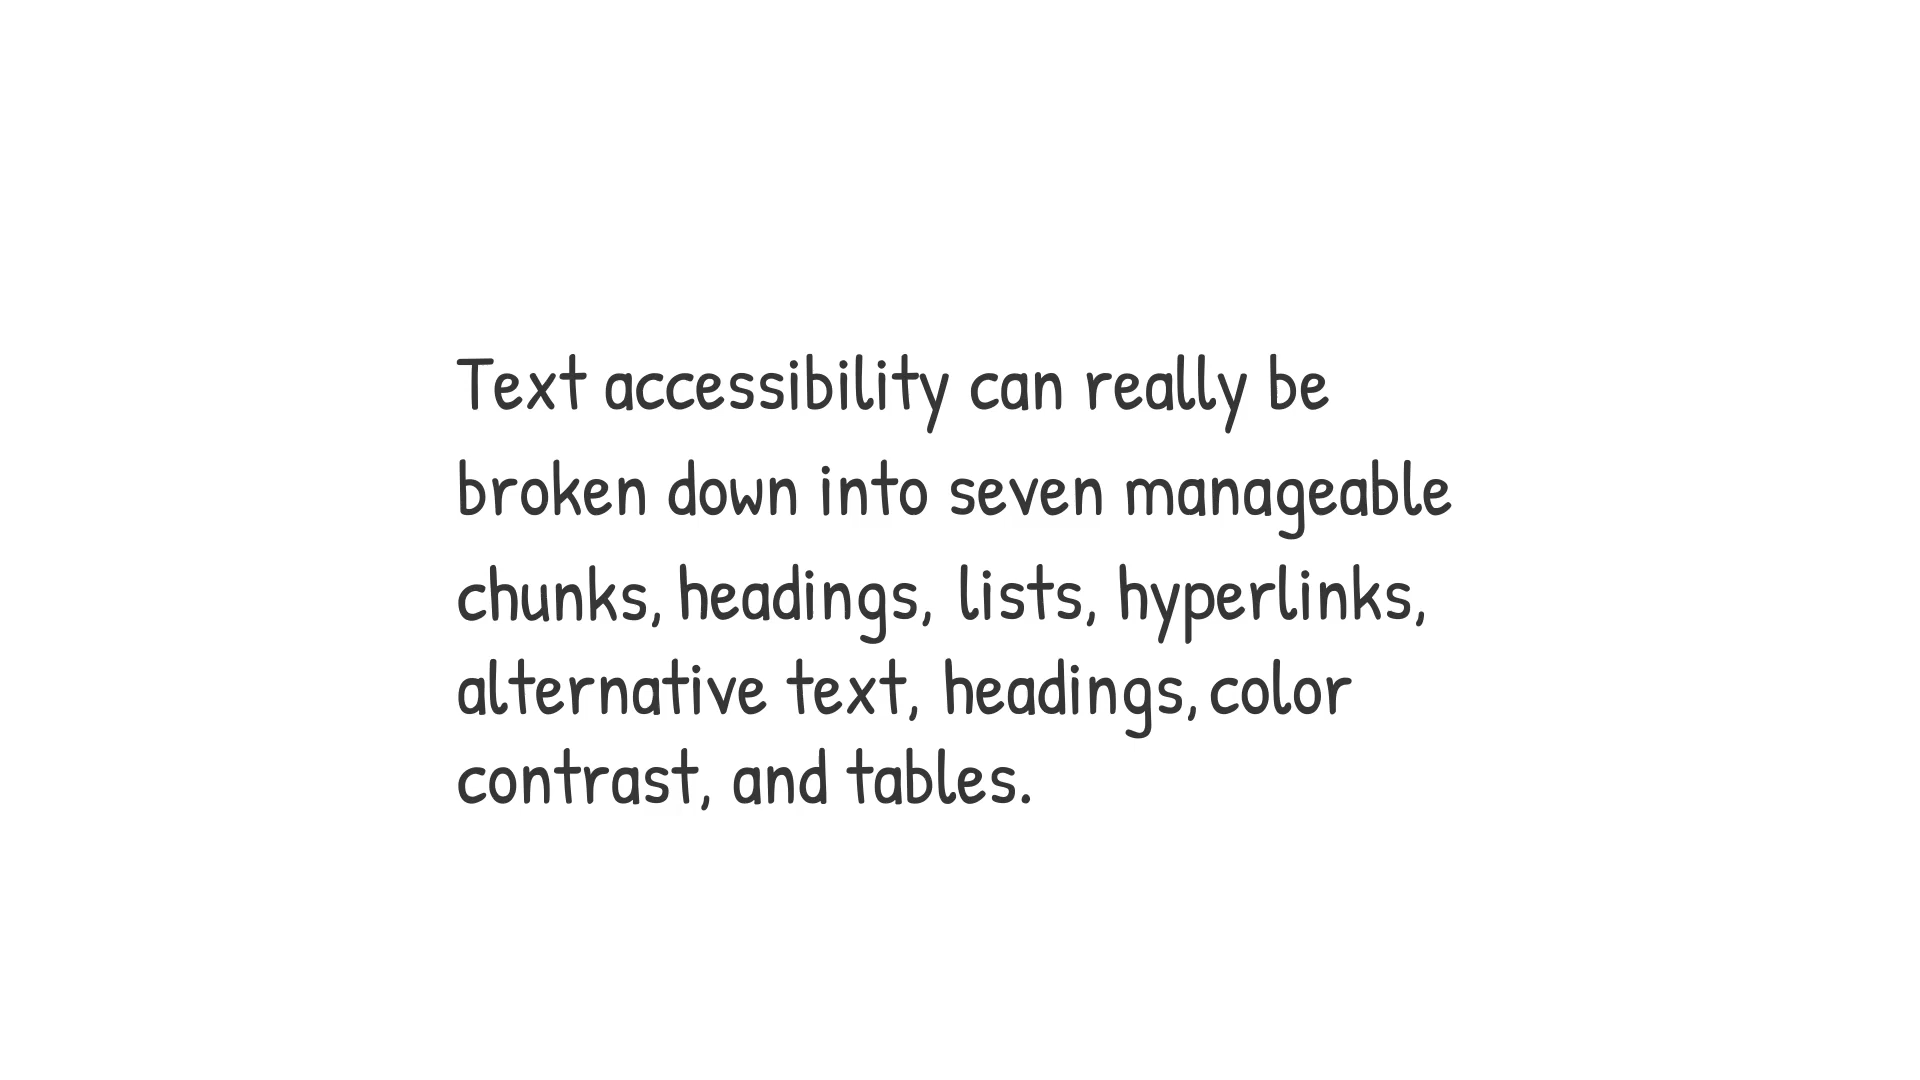 Text accessibility can really be
broken down into seven manageable
chunks, headings, lists, hyperlinks,
alternative text, headings, color
contrast, and tables.